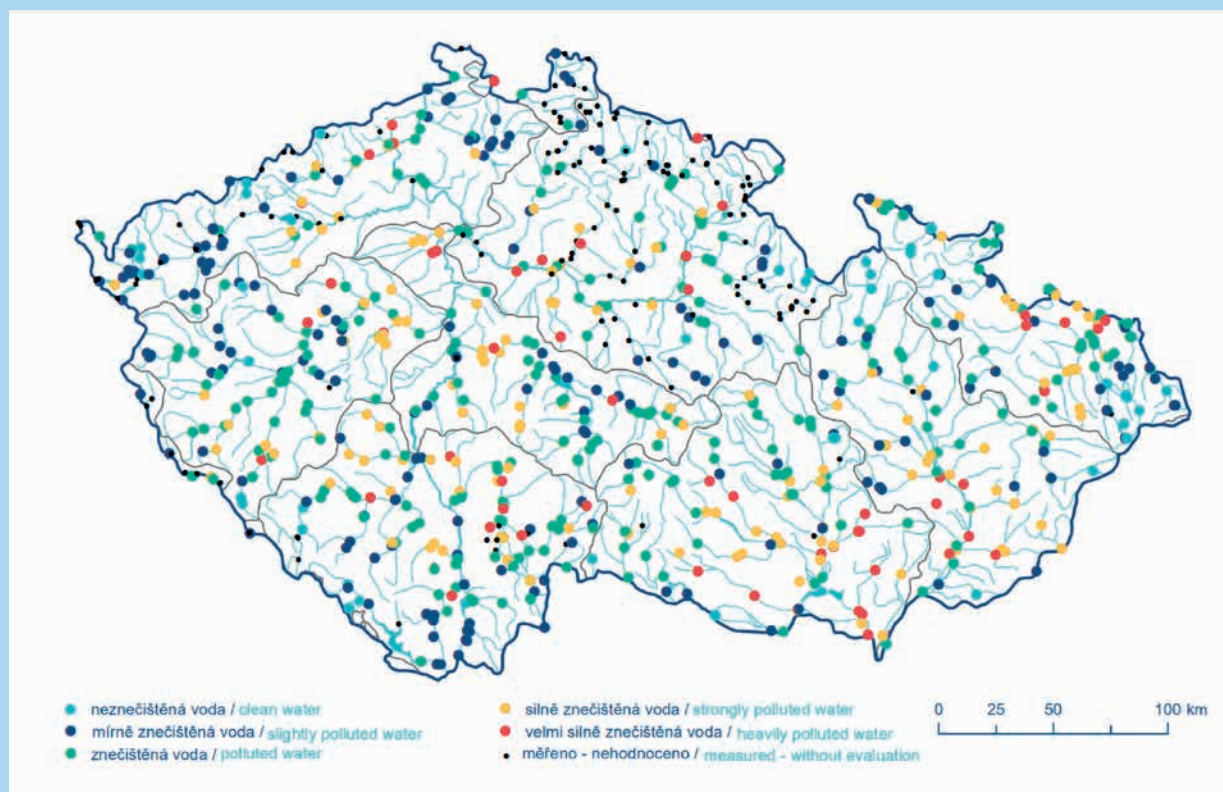 neznečištěná voda / clean water
mírně znečištěná voda / slightly polluted water
znečištěná voda / polluted water
silně znečištěná voda / strongly polluted water
velmi silně znečištěná voda / heavily polluted water
měřeno - nehodnoceno / measured - without evaluation
0 25 50 100 km